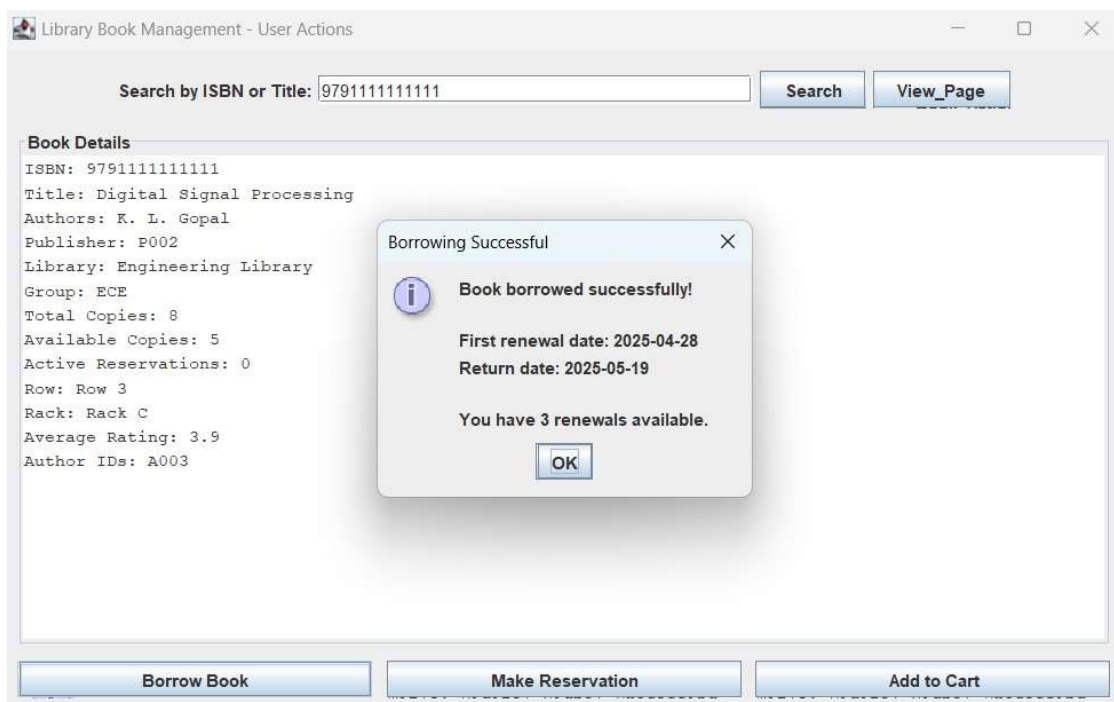 Library Book Management - User Actions
Search by ISBN or Title: 9791111111111 Search View_Page
Book Details
ISBN: 9791111111111
Title: Digital Signal Processing
Authors: K. L. Gopal
Publisher: P002
Library: Engineering Library
Group: ECE
Total Copies: 8
Available Copies: 5
Active Reservations: 0
Row: Row 3
Rack: Rack C
Average Rating: 3.9
Author IDs: A003
Borrowing Successful
Book borrowed successfully!
First renewal date: 2025-04-28
Return date: 2025-05-19
You have 3 renewals available.
OK
Borrow Book Make Reservation Add to Cart